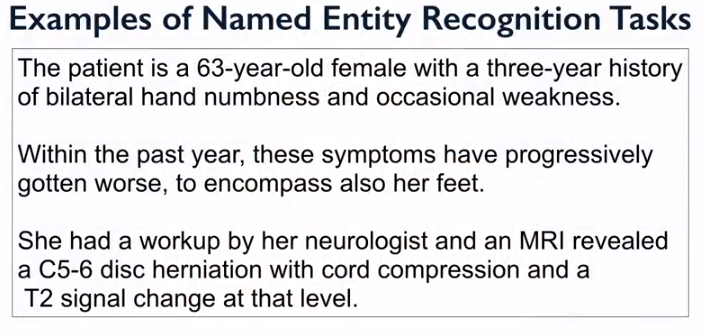 Examples of Named Entity Recognition Tasks
The patient is a 63-year-old female with a three-year history
of bilateral hand numbness and occasional weakness.
Within the past year, these symptoms have progressively
gotten worse, to encompass also her feet.
She had a workup by her neurologist and an MRI revealed
a C5-6 disc herniation with cord compression and a
T2 signal change at that level.